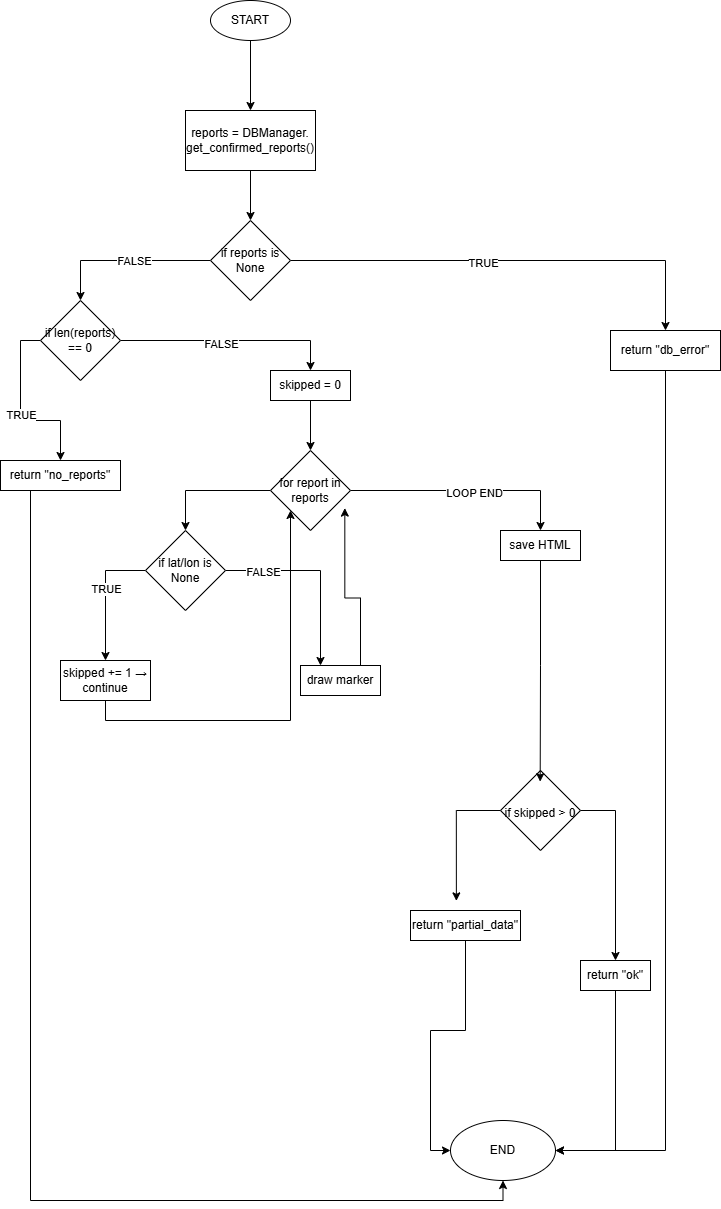 START
reports = DBManager.
get_confirmed_reports()
if reports is
None
FALSE
TRUE
if len(reports)
== 0
FALSE
return "db_error"
skipped = 0
TRUE
return "no_reports"
for report in
reports
LOOP END
save HTML
if lat/lon is
None
TRUE
FALSE
skipped += 1 →
continue
draw marker
if skipped > 0
return "partial_data"
return "ok"
END